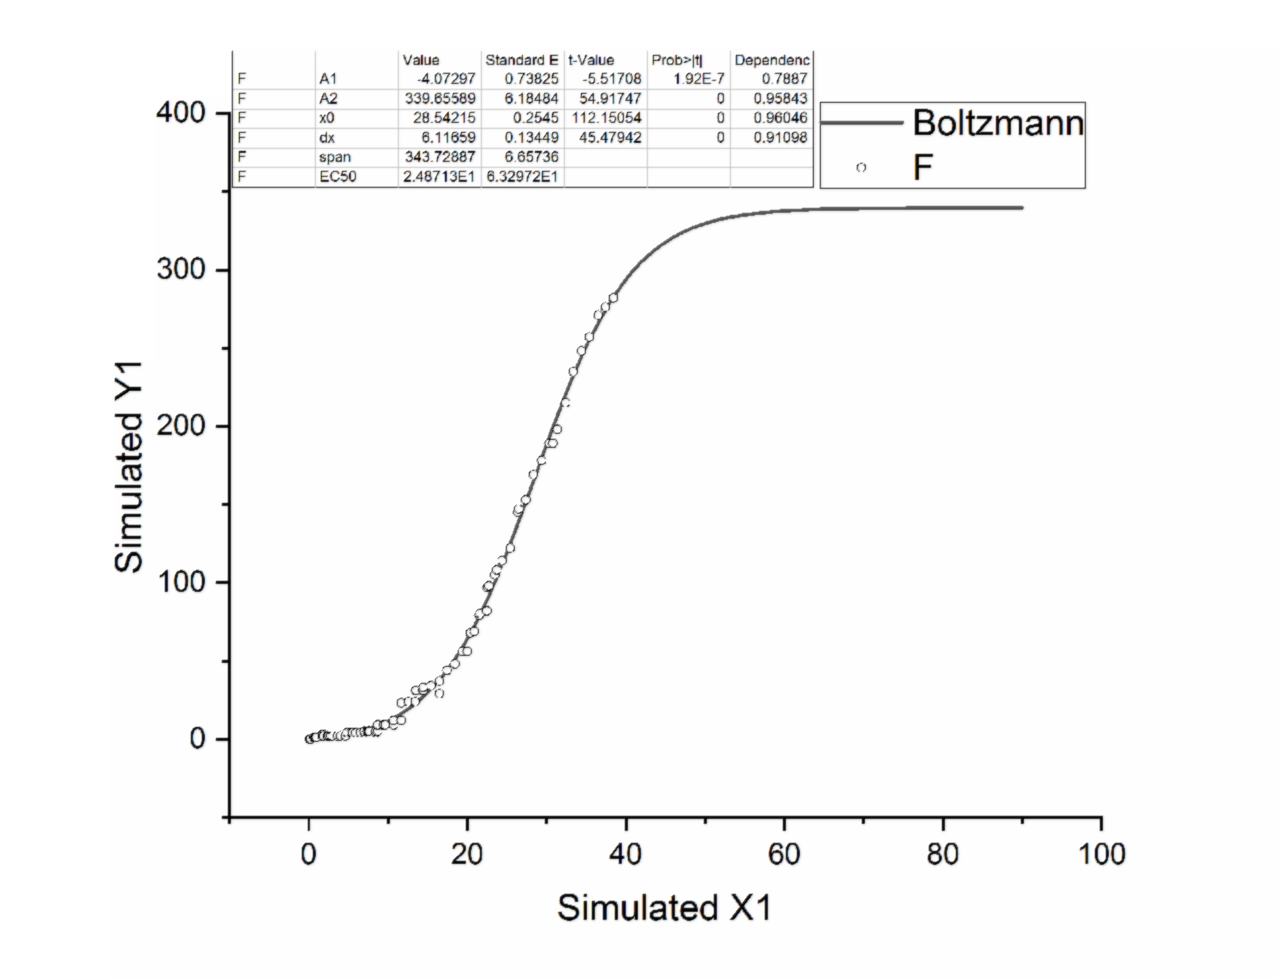 Value Standard E t-Value Prob>|t| Dependenc
F A1 -4.07297 0.73825 -5.51708 1.92E-7 0.7887
F A2 339.65589 6.18484 54.91747 0 0.95843
F x0 28.54215 0.2545 112.15054 0 0.96046
F dx 6.11659 0.13449 45.47942 0 0.91098
F span 343.72887 6.65736
F EC50 2.48713E1 6.32972E1
Boltzmann
F
400
300
200
100
0
Simulated Y1
0 20 40 60 80 100
Simulated X1